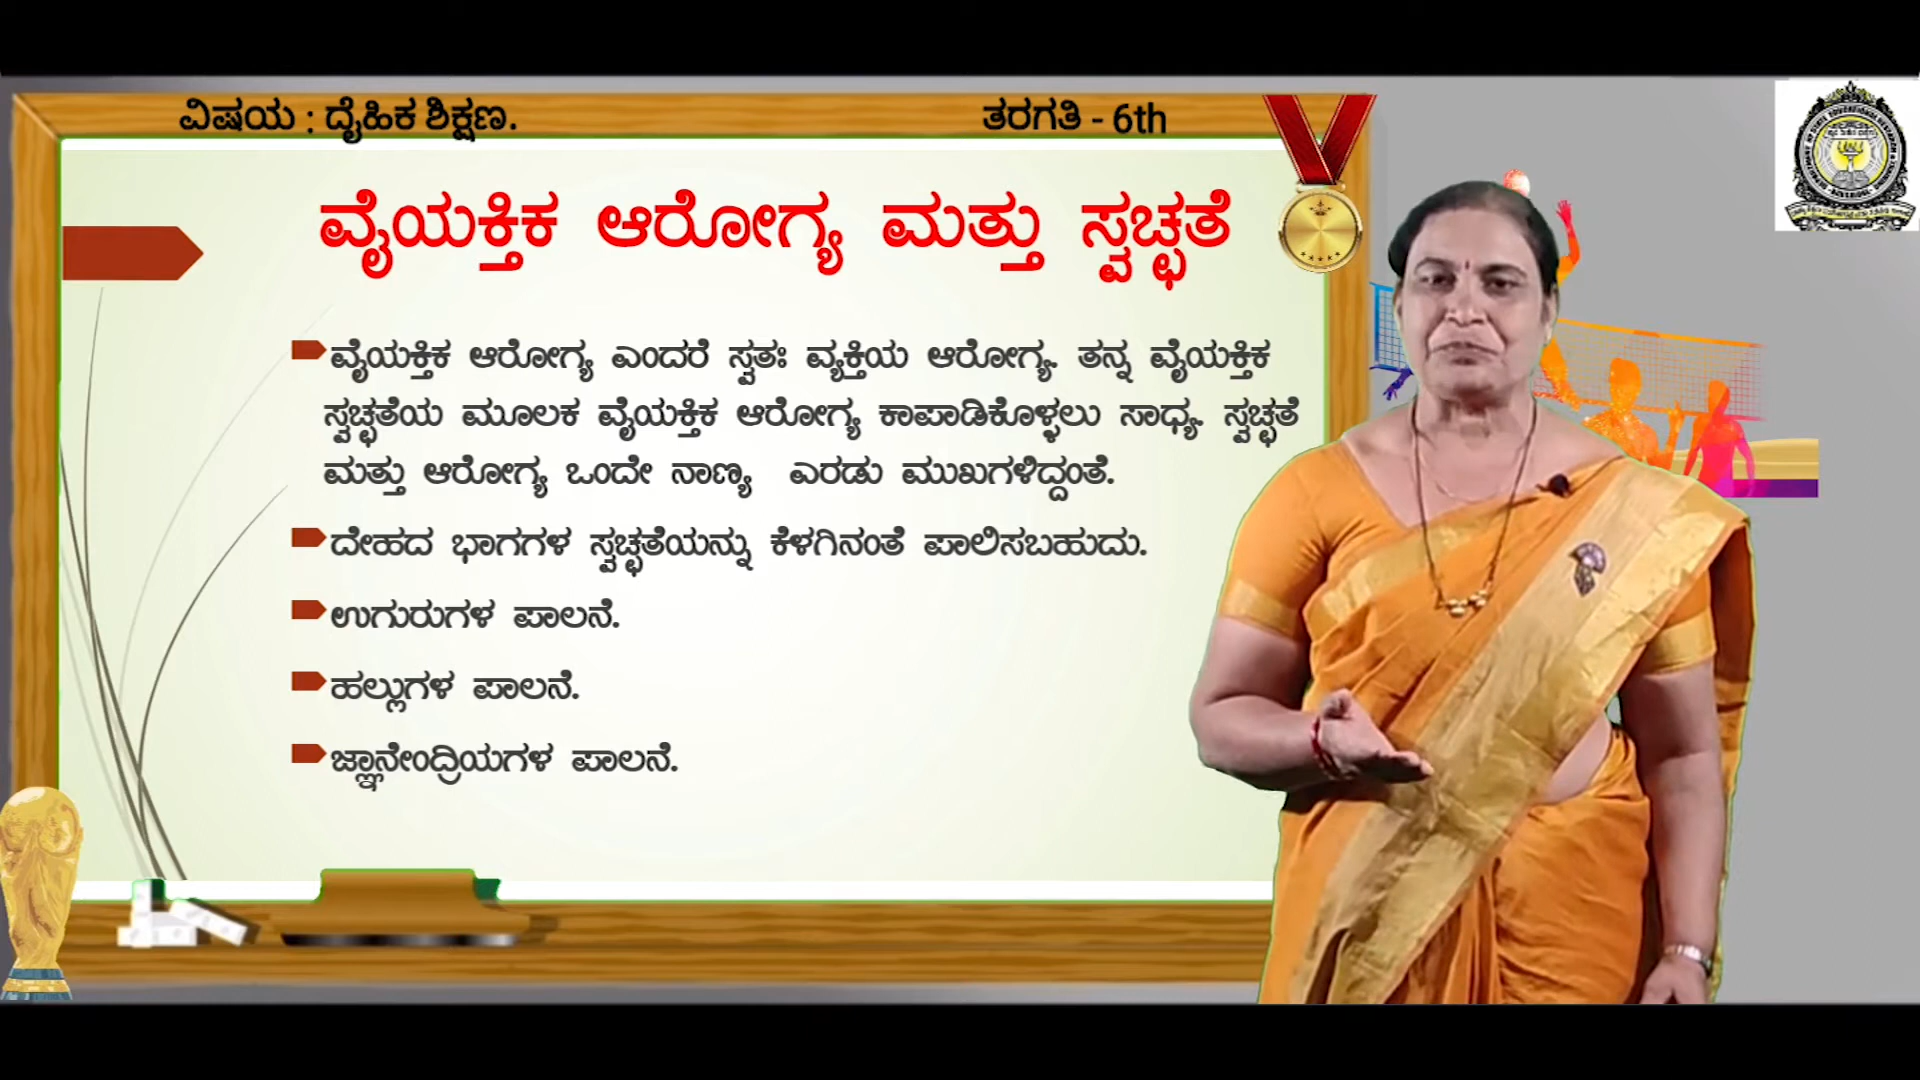 ವಿಷಯ : ದೈಹಿಕ ಶಿಕ್ಷಣ.
ತರಗತಿ - 6th
ವೈಯಕ್ತಿಕ ಆರೋಗ್ಯ ಮತ್ತು ಸ್ವಚ್ಛತೆ
ವೈಯಕ್ತಿಕ ಆರೋಗ್ಯ ಎಂದರೆ ಸ್ವತಃ ವ್ಯಕ್ತಿಯ ಆರೋಗ್ಯ. ತನ್ನ ವೈಯಕ್ತಿಕ
ಸ್ವಚ್ಛತೆಯ ಮೂಲಕ ವೈಯಕ್ತಿಕ ಆರೋಗ್ಯ ಕಾಪಾಡಿಕೊಳ್ಳಲು ಸಾಧ್ಯ. ಸ್ವಚ್ಛತೆ
ಮತ್ತು ಆರೋಗ್ಯ ಒಂದೇ ನಾಣ್ಯ ಎರಡು ಮುಖಗಳಿದ್ದಂತೆ.
ದೇಹದ ಭಾಗಗಳ ಸ್ವಚ್ಛತೆಯನ್ನು ಕೆಳಗಿನಂತೆ ಪಾಲಿಸಬಹುದು.
ಉಗುರುಗಳ ಪಾಲನೆ.
ಹಲ್ಲುಗಳ ಪಾಲನೆ.
ಜ್ಞಾನೇಂದ್ರಿಯಗಳ ಪಾಲನೆ.